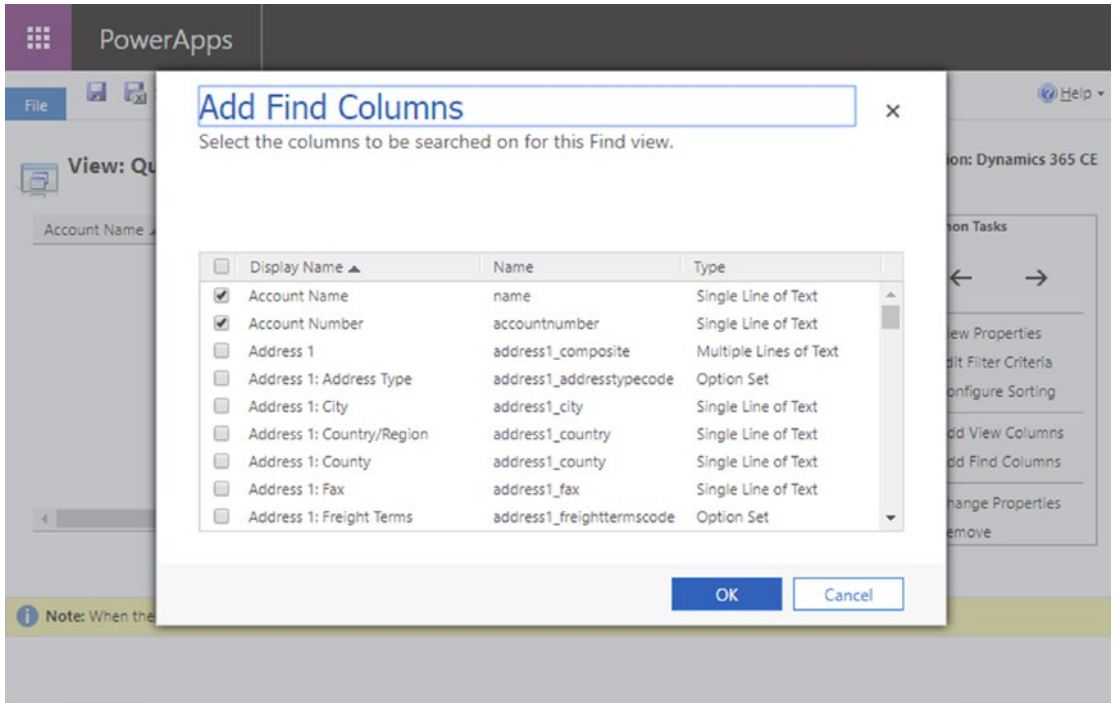 PowerApps
File
Help
View: Qu
ion: Dynamics 365 CE
Account Name
Add Find Columns
Select the columns to be searched on for this Find view.
Display Name Name Type
Account Name name Single Line of Text
Account Number accountnumber Single Line of Text
Address 1 address1_composite Multiple Lines of Text
Address 1: Address Type address1_addresstypecode Option Set
Address 1: City address1_city Single Line of Text
Address 1: Country/Region address1_country Single Line of Text
Address 1: County address1_county Single Line of Text
Address 1: Fax address1_fax Single Line of Text
Address 1: Freight Terms address1_freighttermscode Option Set
OK Cancel
mon Tasks
iew Properties
dit Filter Criteria
onfigure Sorting
dd View Columns
dd Find Columns
hange Properties
emove
Note: When the